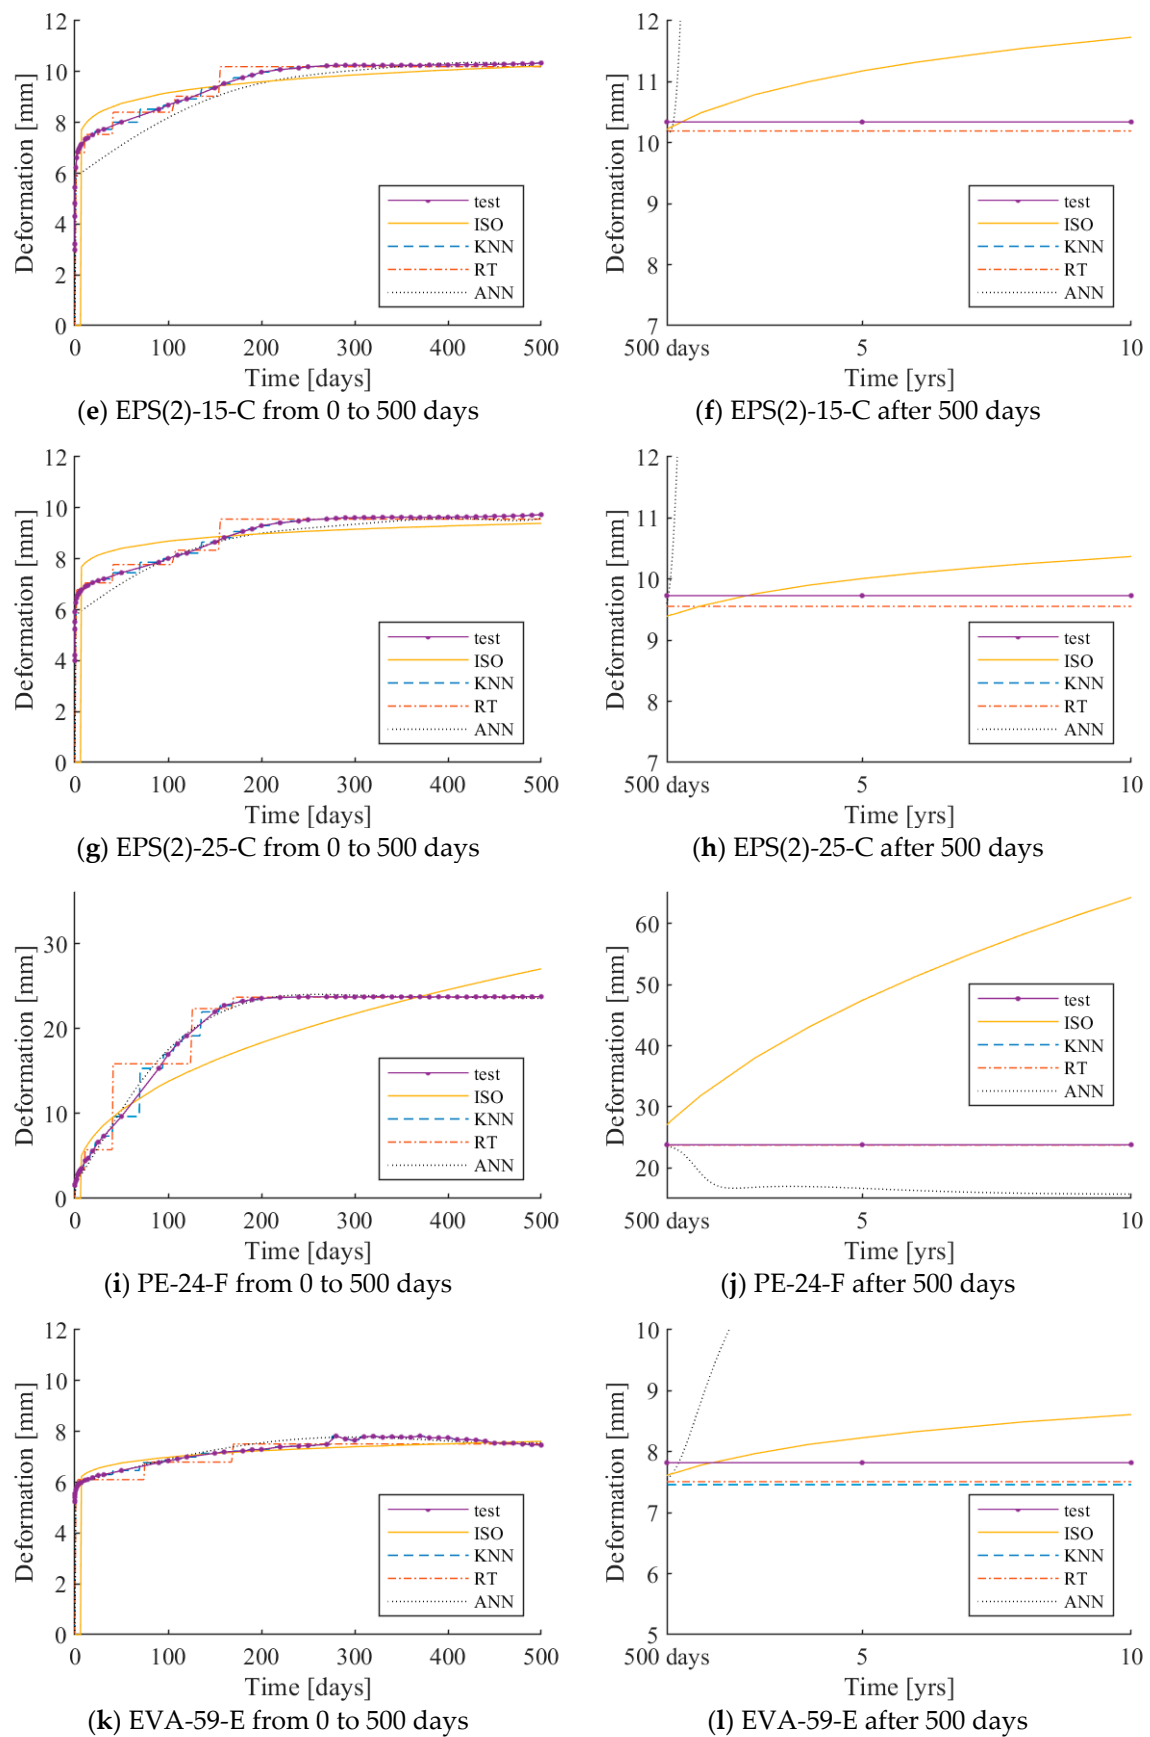 12
10
8
6
4
2
0
Deformation [mm]
test
ISO
KNN
RT
ANN
0 100 200 300 400 500
Time [days]
(e) EPS(2)-15-C from 0 to 500 days
12
11
10
9
8
7
Deformation [mm]
test
ISO
KNN
RT
ANN
500 days 5 10
Time [yrs]
(f) EPS(2)-15-C after 500 days
12
10
8
6
4
2
0
Deformation [mm]
test
ISO
KNN
RT
ANN
0 100 200 300 400 500
Time [days]
(g) EPS(2)-25-C from 0 to 500 days
12
11
10
9
8
7
Deformation [mm]
test
ISO
KNN
RT
ANN
500 days 5 10
Time [yrs]
(h) EPS(2)-25-C after 500 days
30
20
10
0
Deformation [mm]
test
ISO
KNN
RT
ANN
0 100 200 300 400 500
Time [days]
(i) PE-24-F from 0 to 500 days
60
50
40
30
20
Deformation [mm]
test
ISO
KNN
RT
ANN
500 days 5 10
Time [yrs]
(j) PE-24-F after 500 days
12
10
8
6
4
2
0
Deformation [mm]
test
ISO
KNN
RT
ANN
0 100 200 300 400 500
Time [days]
(k) EVA-59-E from 0 to 500 days
10
9
8
7
6
5
Deformation [mm]
test
ISO
KNN
RT
ANN
500 days 5 10
Time [yrs]
(l) EVA-59-E after 500 days